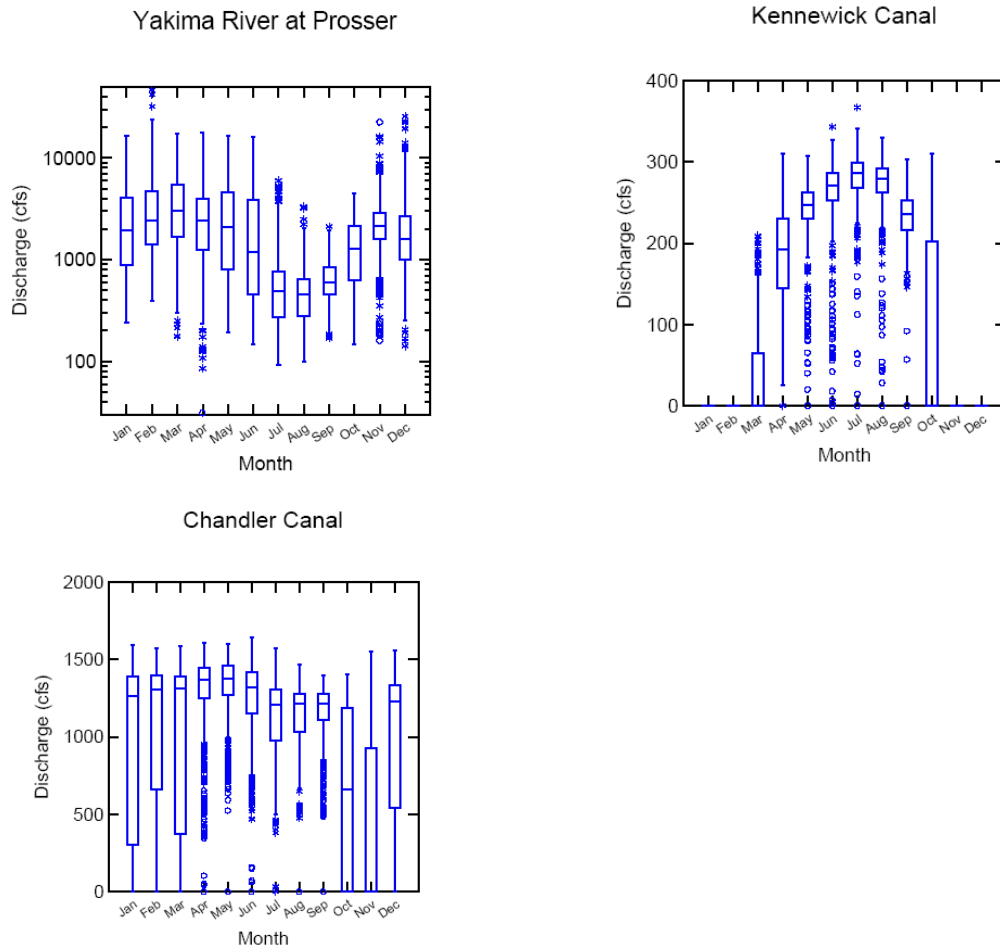 Yakima River at Prosser
Discharge (cfs)
10000
1000
100
Jan Feb Mar Apr May Jun Jul Aug Sep Oct Nov Dec
Month
Kennewick Canal
Discharge (cfs)
400
300
200
100
0
Jan Feb Mar Apr May Jun Jul Aug Sep Oct Nov Dec
Month
Chandler Canal
Discharge (cfs)
2000
1500
1000
500
0
Jan Feb Mar Apr May Jun Jul Aug Sep Oct Nov Dec
Month